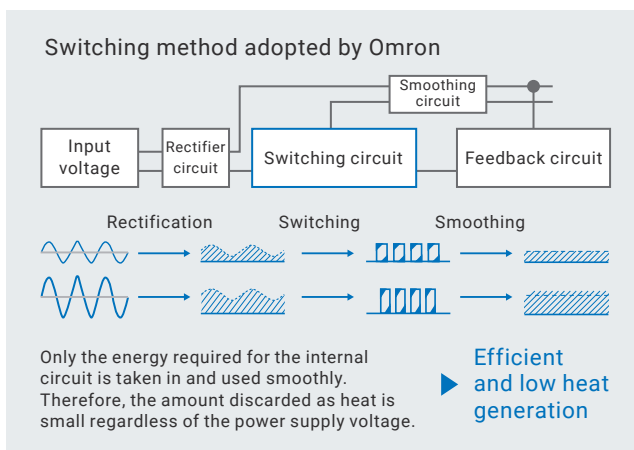 Switching method adopted by Omron
Smoothing
circuit
Input
voltage
Rectifier
circuit
Switching circuit
Feedback circuit
Rectification
Switching
Smoothing
Only the energy required for the internal
circuit is taken in and used smoothly.
Therefore, the amount discarded as heat is
small regardless of the power supply voltage.
Efficient
and low heat
generation